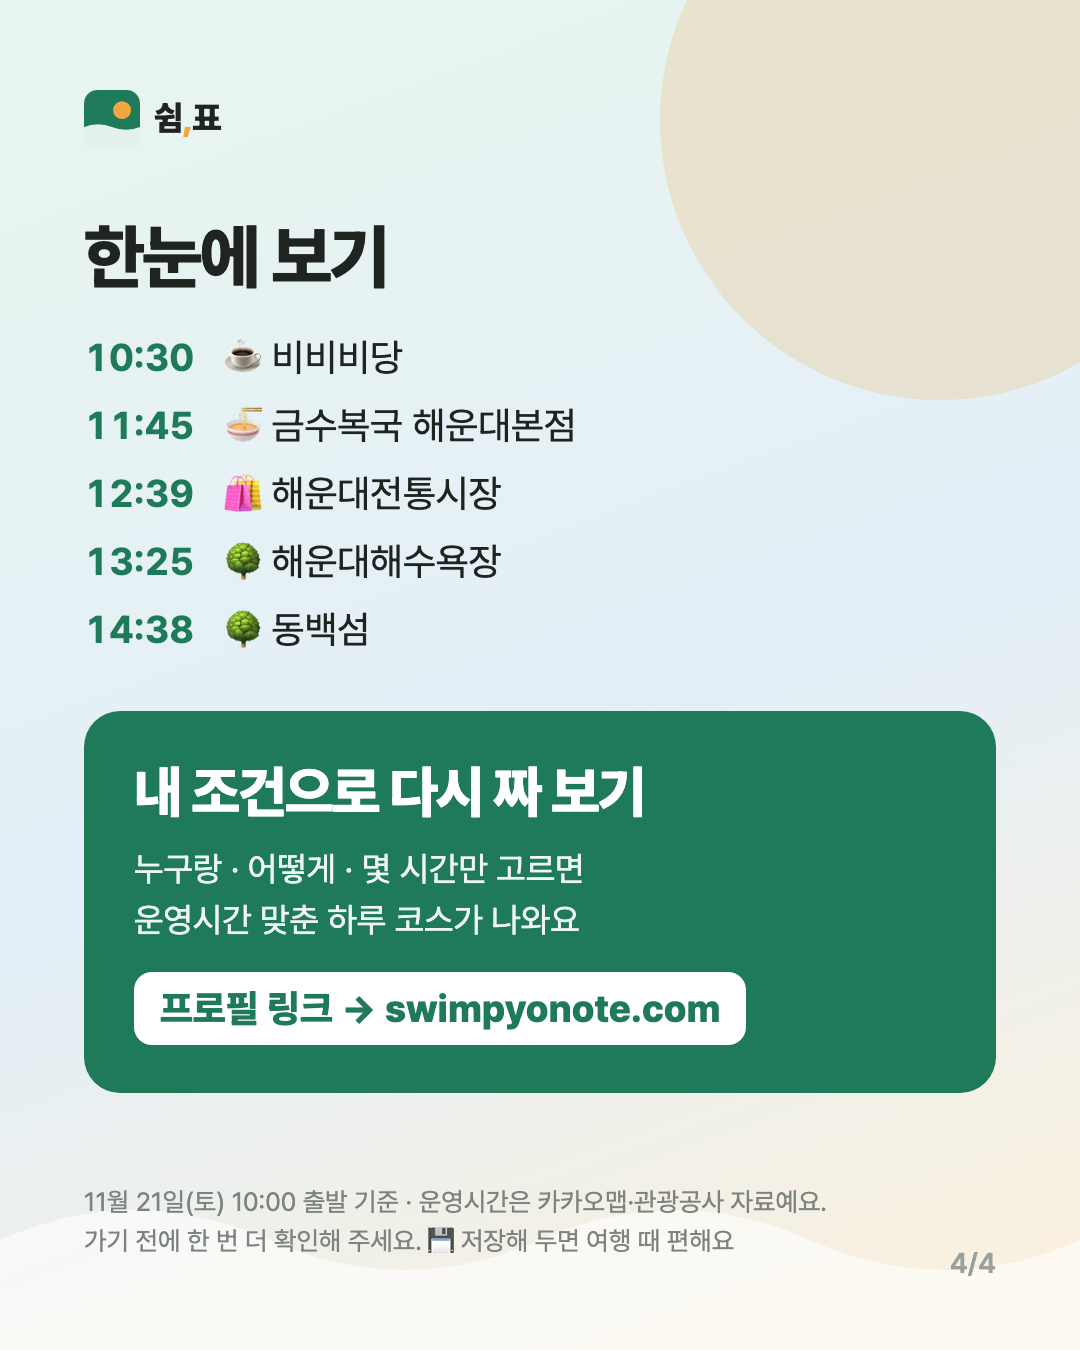 쉼,표
한눈에 보기
10:30 ☕ 비비비당
11:45 🍜 금수복국 해운대본점
12:39 🛍️ 해운대전통시장
13:25 🌳 해운대해수욕장
14:38 🌳 동백섬
내 조건으로 다시 짜 보기
누구랑 · 어떻게 · 몇 시간만 고르면
운영시간 맞춘 하루 코스가 나와요
프로필 링크 → swimpyonote.com
11월 21일(토) 10:00 출발 기준 · 운영시간은 카카오맵·관광공사 자료예요.
가기 전에 한 번 더 확인해 주세요. 💾 저장해 두면 여행 때 편해요
4/4